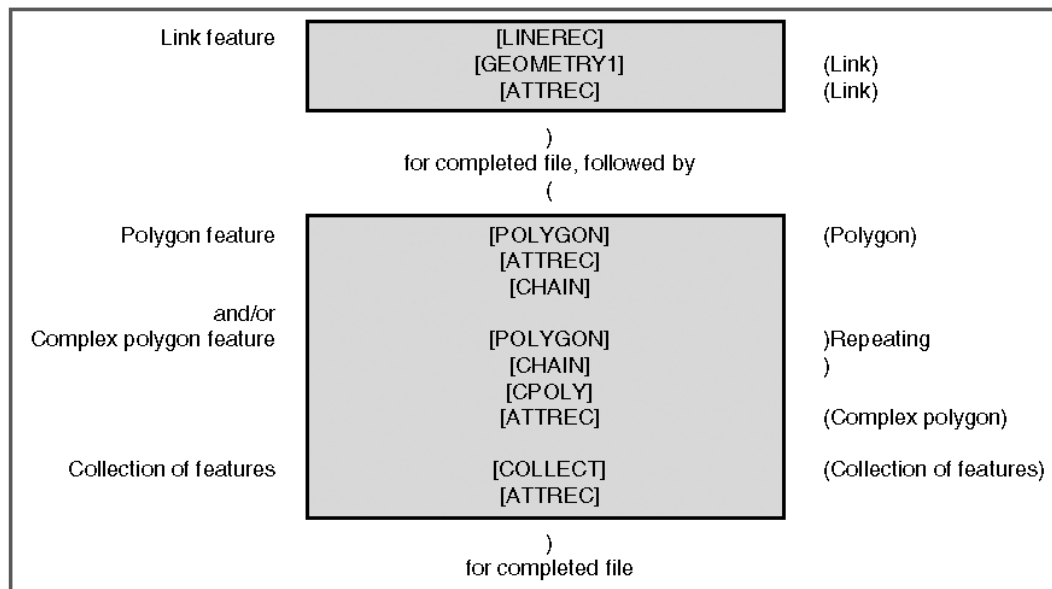 Link feature [LINEREC]
[GEOMETRY1] (Link)
[ATTREC] (Link)
)
for completed file, followed by
(
Polygon feature [POLYGON] (Polygon)
[ATTREC]
[CHAIN]
and/or
Complex polygon feature [POLYGON] )Repeating
[CHAIN] )
[CPOLY]
[ATTREC] (Complex polygon)
Collection of features [COLLECT] (Collection of features)
[ATTREC]
)
for completed file